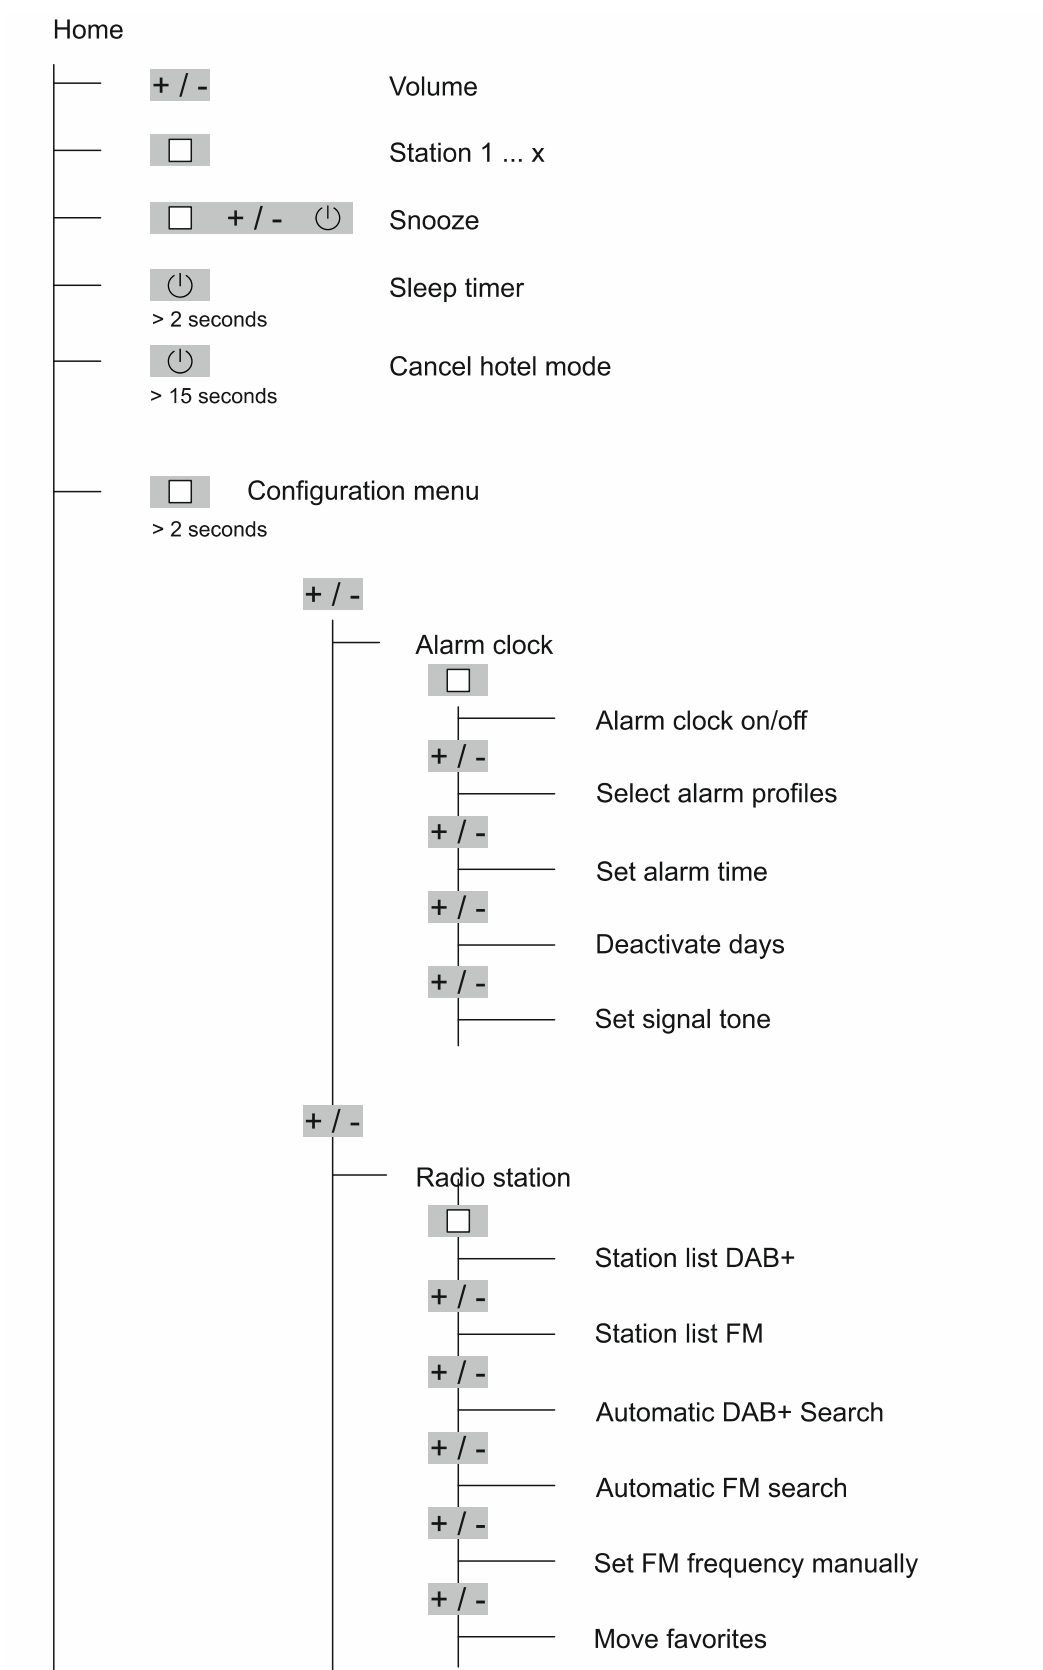 Home
+ / - Volume
Station 1 ... x
+ / - Snooze
Sleep timer
> 2 seconds
Cancel hotel mode
> 15 seconds
Configuration menu
> 2 seconds
+ / -
Alarm clock
Alarm clock on/off
+ / -
Select alarm profiles
+ / -
Set alarm time
+ / -
Deactivate days
+ / -
Set signal tone
+ / -
Radio station
Station list DAB+
+ / -
Station list FM
+ / -
Automatic DAB+ Search
+ / -
Automatic FM search
+ / -
Set FM frequency manually
+ / -
Move favorites